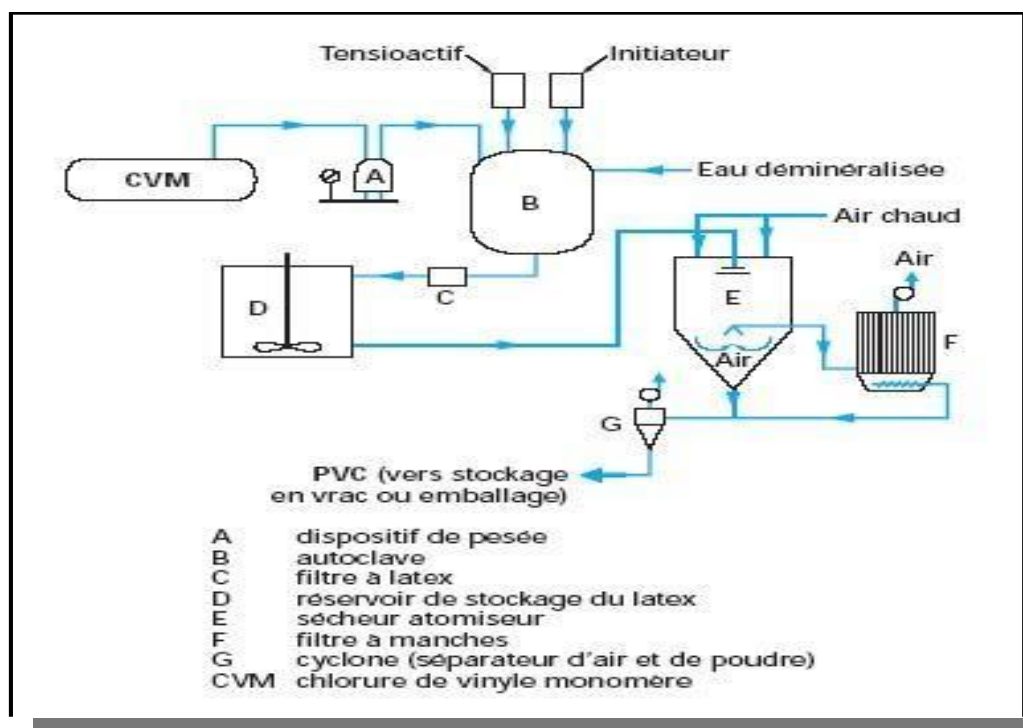 Tensioactif
Initiateur
CVM
A
B
Eau déminéralisée
Air chaud
Air
D
C
E
F
Air
G
PVC (vers stockage
en vrac ou emballage)
A dispositif de pesée
B autoclave
C filtre à latex
D réservoir de stockage du latex
E sécheur atomiseur
F filtre à manches
G cyclone (séparateur d'air et de poudre)
CVM chlorure de vinyle monomère